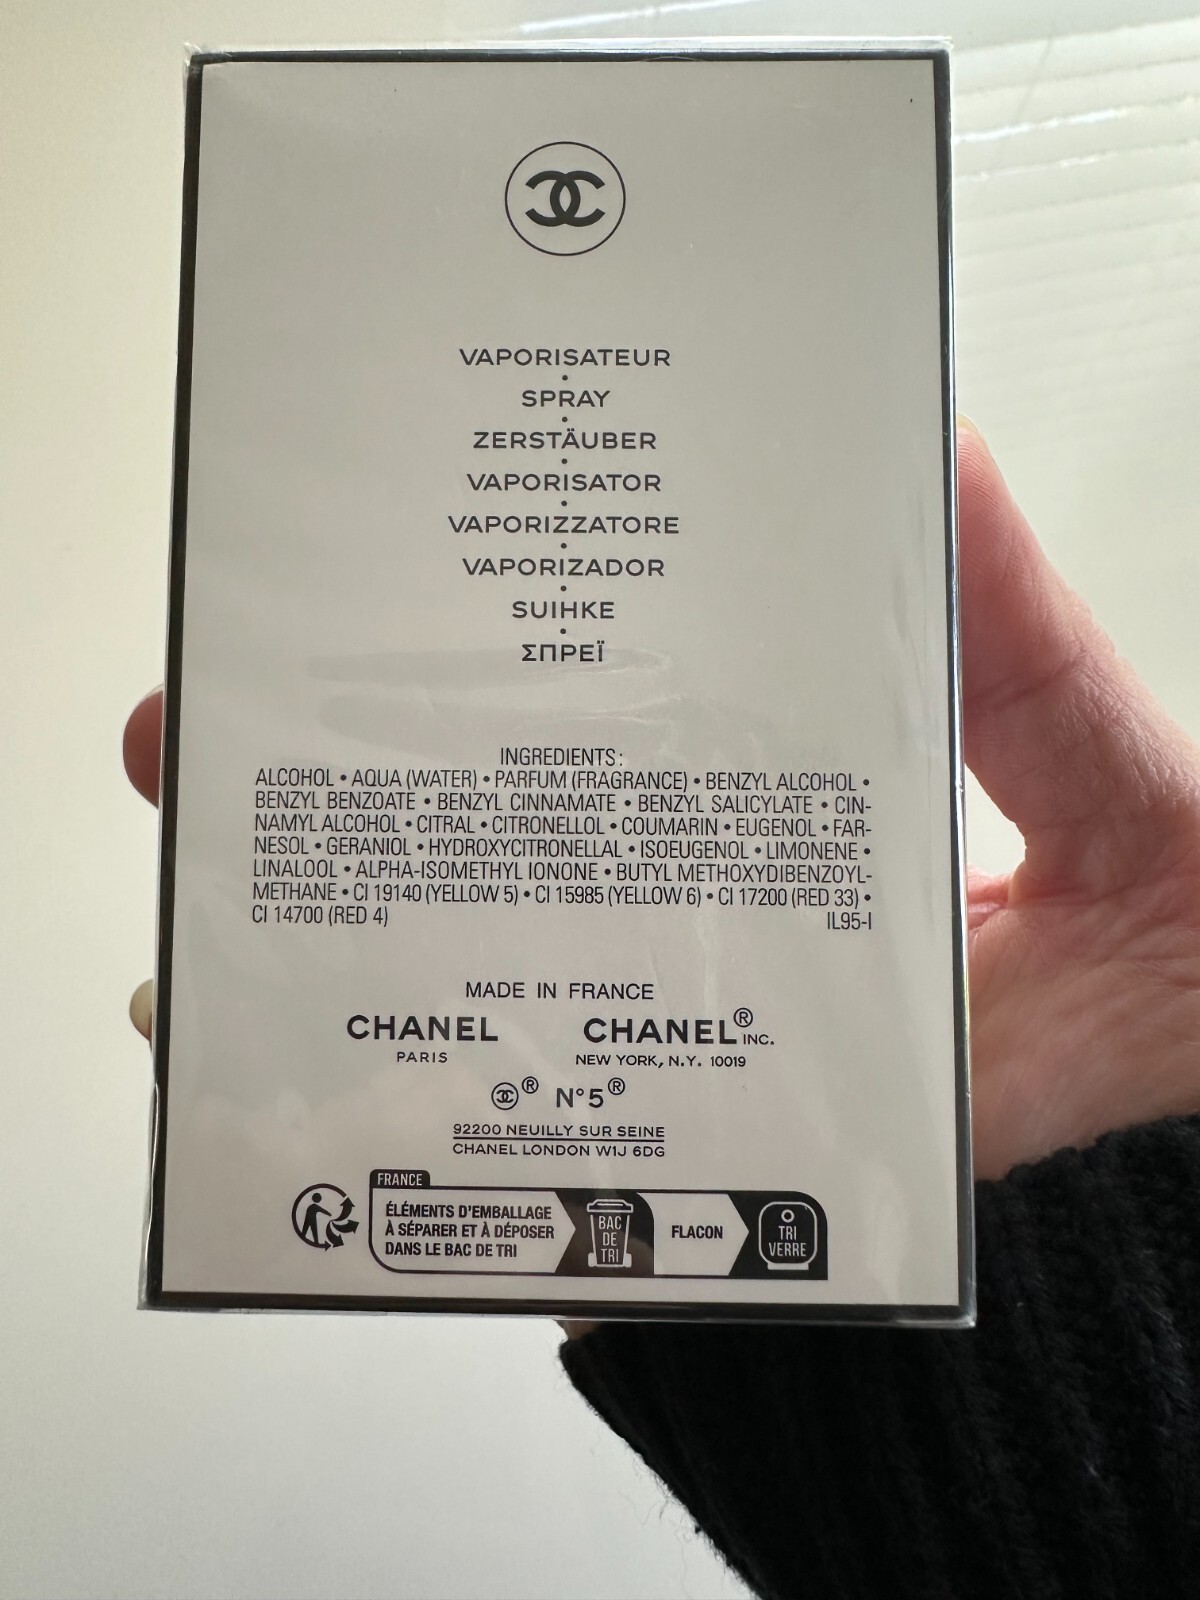 VAPORISATEUR
•
SPRAY
•
ZERSTÄUBER
•
VAPORISATOR
•
VAPORIZZATORE
•
VAPORIZADOR
•
SUIHKE
•
ΣΠΡΕΪ
INGREDIENTS:
ALCOHOL • AQUA (WATER) • PARFUM (FRAGRANCE) • BENZYL ALCOHOL •
BENZYL BENZOATE • BENZYL CINNAMATE • BENZYL SALICYLATE • CIN-
NAMYL ALCOHOL • CITRAL • CITRONELLOL • COUMARIN • EUGENOL • FAR-
NESOL • GERANIOL • HYDROXYCITRONELLAL • ISOEUGENOL • LIMONENE •
LINALOOL • ALPHA-ISOMETHYL IONONE • BUTYL METHOXYDIBENZOYL-
METHANE • CI 19140 (YELLOW 5) • CI 15985 (YELLOW 6) • CI 17200 (RED 33) •
CI 14700 (RED 4) IL95-I
MADE IN FRANCE
CHANEL CHANEL® INC.
PARIS NEW YORK, N.Y. 10019
® N°5®
92200 NEUILLY SUR SEINE
CHANEL LONDON W1J 6DG
FRANCE
ÉLÉMENTS D'EMBALLAGE
À SÉPARER ET À DÉPOSER
DANS LE BAC DE TRI
BAC
DE
TRI
FLACON
TRI
VERRE